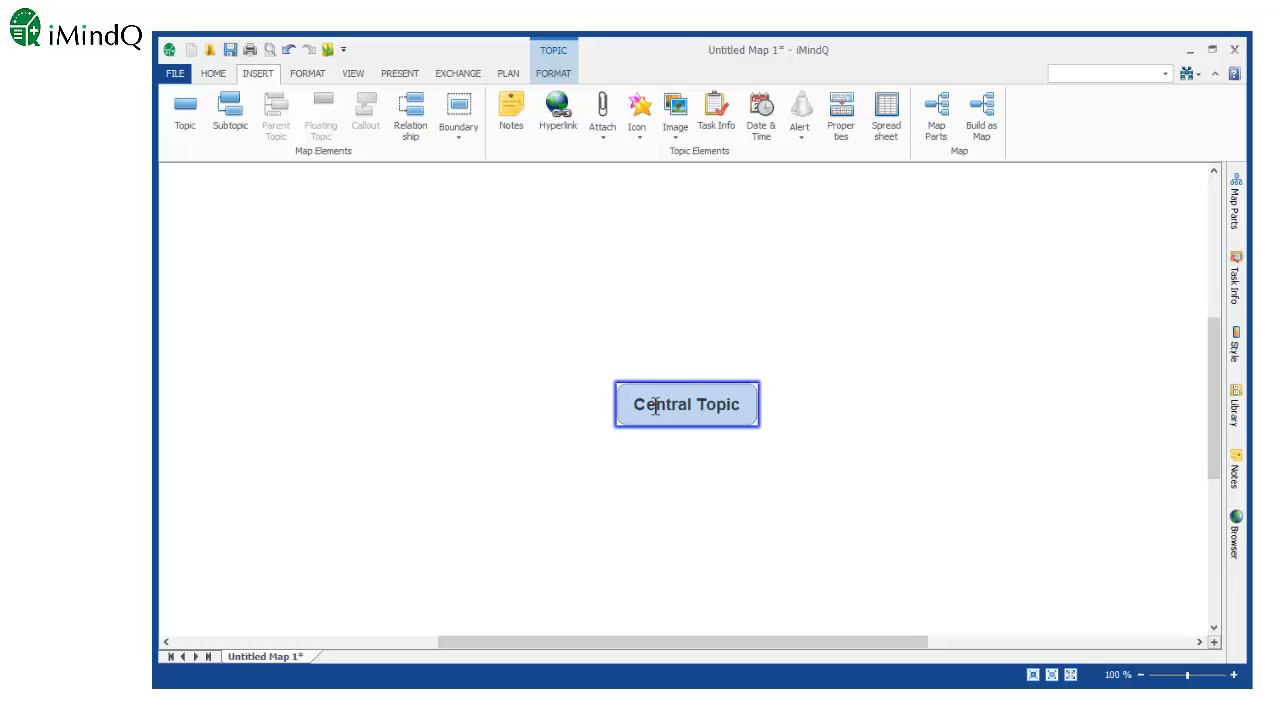 iMindQ
TOPIC
Untitled Map 1* - iMindQ
FILE HOME INSERT FORMAT VIEW PRESENT EXCHANGE PLAN FORMAT
Topic Subtopic Parent Topic Floating Topic Callout Relation ship Boundary Notes Hyperlink Attach Icon Image Task Info Date & Time Alert Proper ties Spread sheet Map Parts Build as Map
Map Elements Topic Elements Map
Map Parts
Task Info
Style
Library
Notes
Browser
Central Topic
Untitled Map 1*
100 %